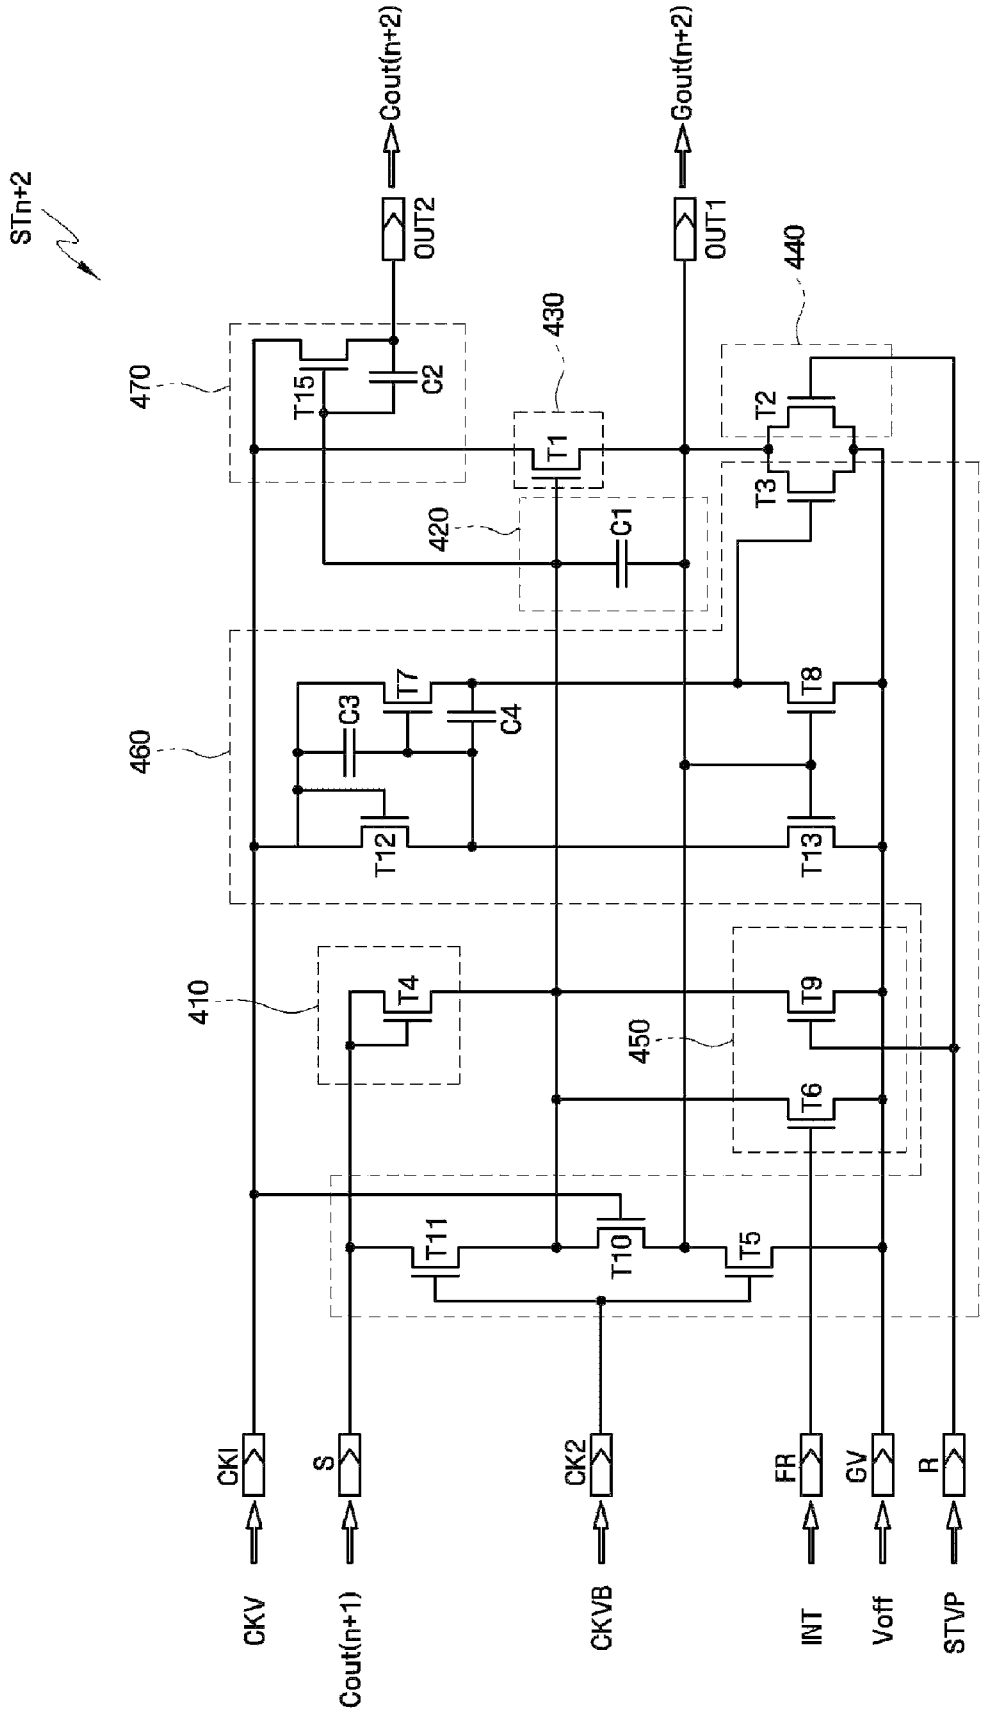 STn+2
Cout(n+2)
OUT2
Gout(n+2)
OUT1
470
T15
C2
430
T1
440
T2
T3
420
C1
460
C3
T7
C4
T12
T8
T13
410
T4
450
T9
T6
T11
T10
T5
CKI
S
CK2
FR
GV
R
CKV
Cout(n+1)
CKVB
INT
Voff
STVP